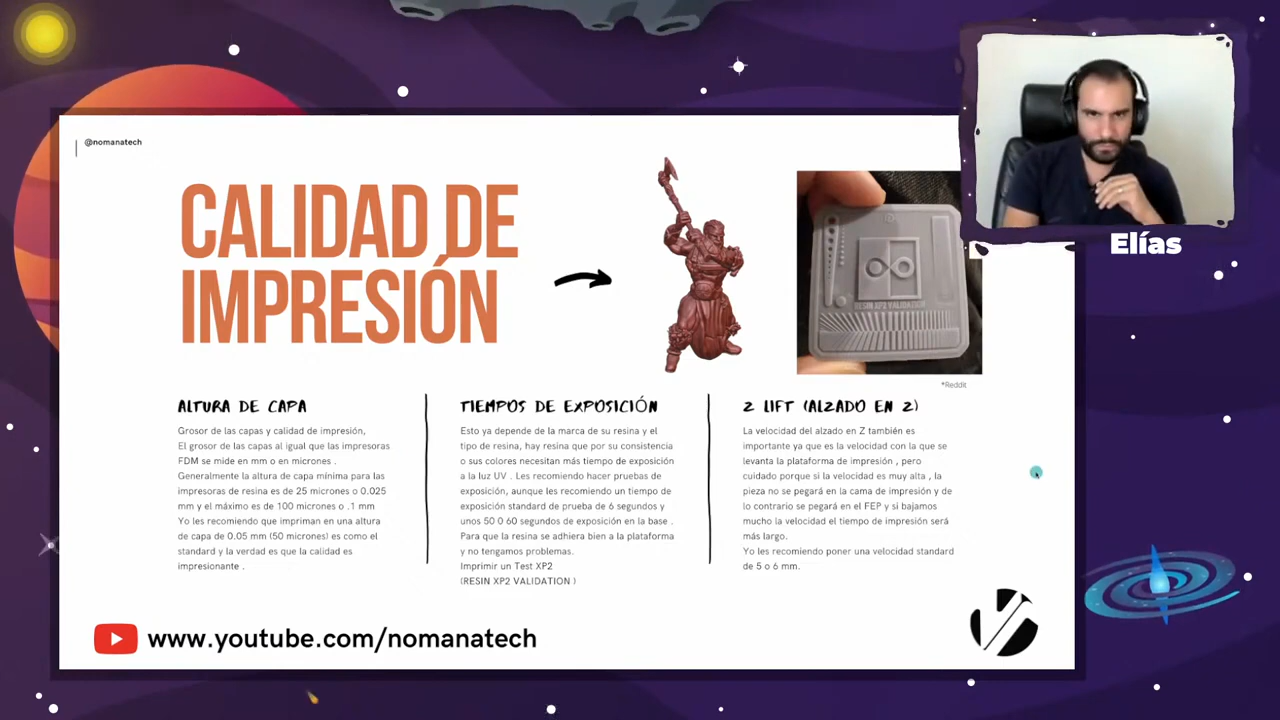 @nomanatech
CALIDAD DE
IMPRESIÓN
RESIN XP2 VALIDATION
*Reddit
Elías
ALTURA DE CAPA
Grosor de las capas y calidad de impresión,
El grosor de las capas al igual que las impresoras
FDM se mide en mm o en micrones .
Generalmente la altura de capa mínima para las
impresoras de resina es de 25 micrones o 0.025
mm y el máximo es de 100 micrones o .1 mm
Yo les recomiendo que impriman en una altura
de capa de 0.05 mm (50 micrones) es como el
standard y la verdad es que la calidad es
impresionante .
TIEMPOS DE EXPOSICIÓN
Esto ya depende de la marca de su resina y el
tipo de resina, hay resina que por su consistencia
o sus colores necesitan más tiempo de exposición
a la luz UV . Les recomiendo hacer pruebas de
exposición, aunque les recomiendo un tiempo de
exposición standard de prueba de 6 segundos y
unos 50 0 60 segundos de exposición en la base .
Para que la resina se adhiera bien a la plataforma
y no tengamos problemas.
Imprimir un Test XP2
(RESIN XP2 VALIDATION )
Z LIFT (ALZADO EN Z)
La velocidad del alzado en Z también es
importante ya que es la velocidad con la que se
levanta la plataforma de impresión , pero
cuidado porque si la velocidad es muy alta , la
pieza no se pegará en la cama de impresión y de
lo contrario se pegará en el FEP y si bajamos
mucho la velocidad el tiempo de impresión será
más largo.
Yo les recomiendo poner una velocidad standard
de 5 o 6 mm.
www.youtube.com/nomanatech